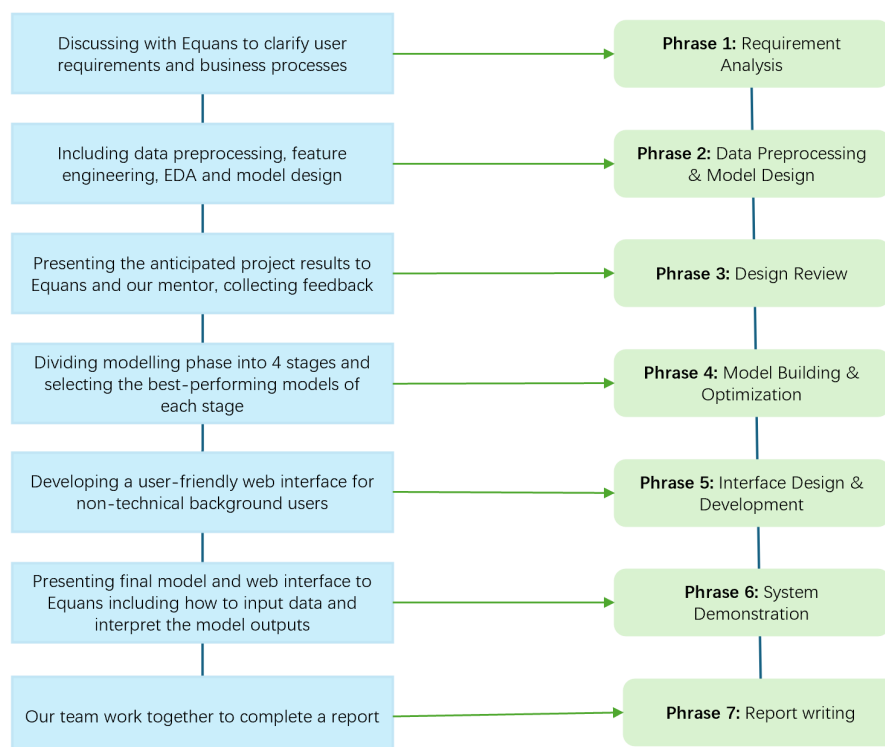 Discussing with Equans to clarify user
requirements and business processes
Phrase 1: Requirement
Analysis
Including data preprocessing, feature
engineering, EDA and model design
Phrase 2: Data Preprocessing
& Model Design
Presenting the anticipated project results to
Equans and our mentor, collecting feedback
Phrase 3: Design Review
Dividing modelling phase into 4 stages and
selecting the best-performing models of
each stage
Phrase 4: Model Building &
Optimization
Developing a user-friendly web interface for
non-technical background users
Phrase 5: Interface Design &
Development
Presenting final model and web interface to
Equans including how to input data and
interpret the model outputs
Phrase 6: System
Demonstration
Our team work together to complete a report
Phrase 7: Report writing